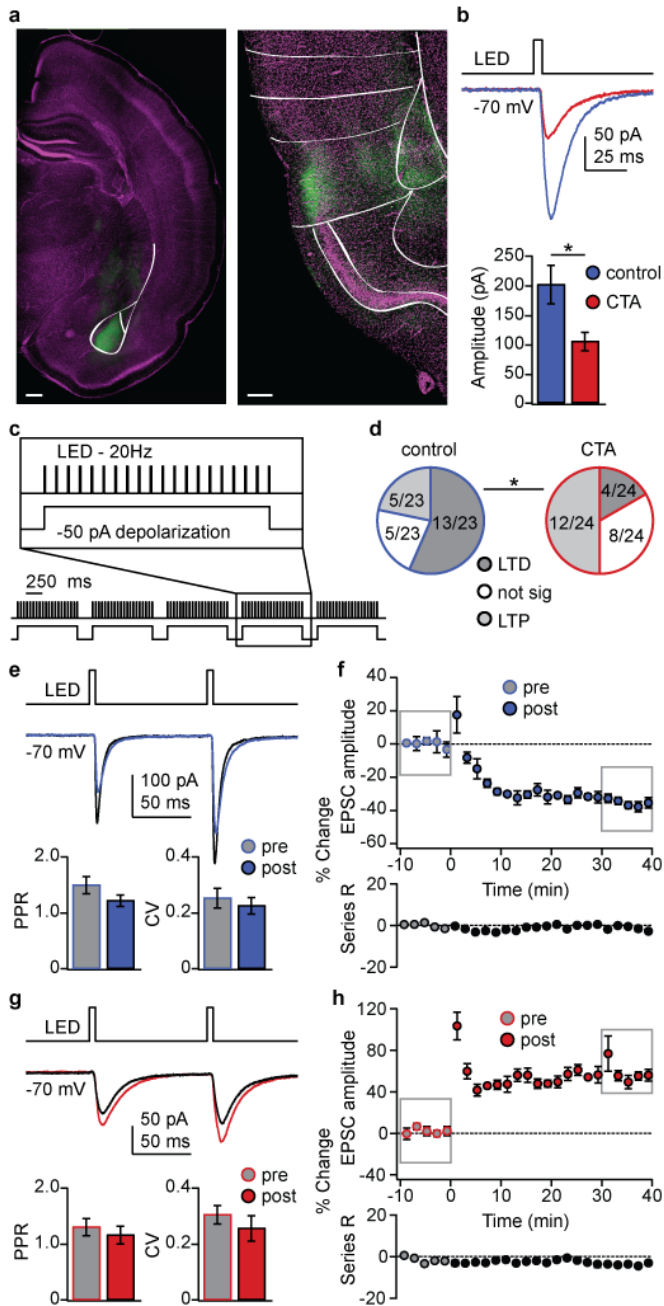 a
b
LED
-70 mV
50 pA
25 ms
*
Amplitude (pA)
250
200
150
100
50
0
control
CTA
c
LED - 20Hz
-50 pA depolarization
250 ms
d
control
CTA
*
5/23
13/23
5/23
4/24
12/24
8/24
LTD
not sig
LTP
e
LED
-70 mV
100 pA
50 ms
pre
post
PPR
2.0
1.0
0
CV
0.4
0.2
0
f
% Change
EPSC amplitude
40
20
0
-20
-40
-60
pre
post
-10 0 10 20 30 40
Time (min)
Series R
20
0
-20
g
LED
-70 mV
50 pA
50 ms
pre
post
PPR
2.0
1.0
0
CV
0.4
0.2
0
h
% Change
EPSC amplitude
120
80
40
0
-40
pre
post
-10 0 10 20 30 40
Time (min)
Series R
20
0
-20